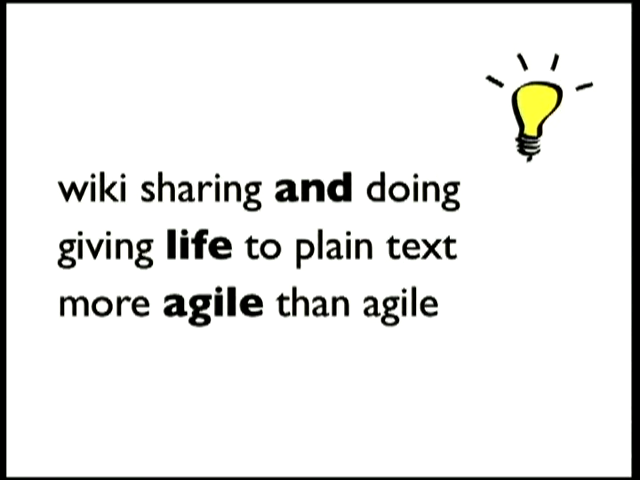 wiki sharing and doing
giving life to plain text
more agile than agile